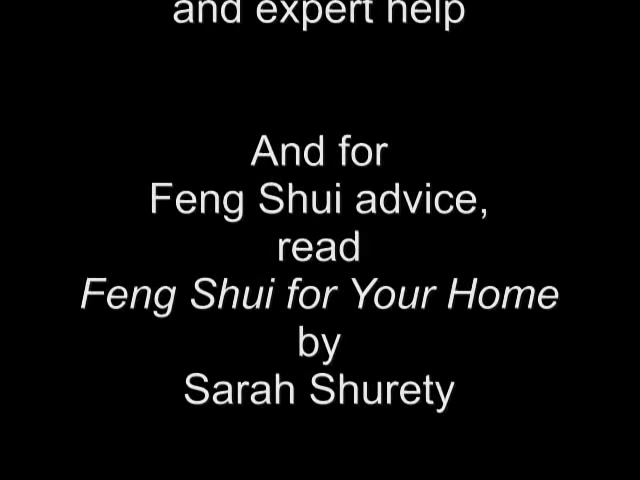 and expert help
And for
Feng Shui advice,
read
Feng Shui for Your Home
by
Sarah Shurety